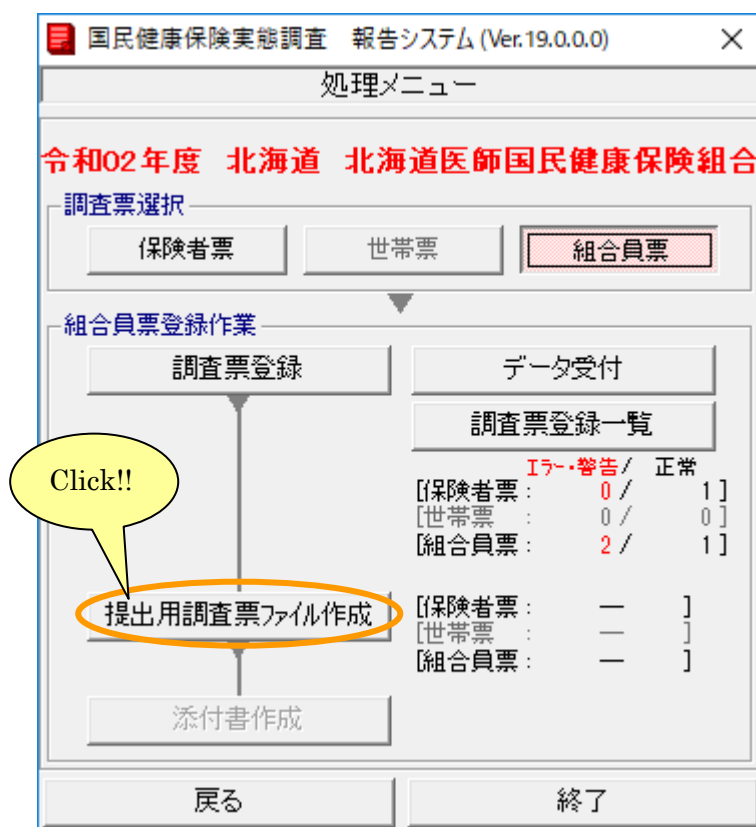 国民健康保険実態調査　報告システム (Ver.19.0.0.0)
処理メニュー
令和02年度　北海道　北海道医師国民健康保険組合
調査票選択
保険者票　世帯票　組合員票
組合員票登録作業
調査票登録　データ受付
調査票登録一覧
エラー・警告/　正常
[保険者票 :　0 /　1 ]
[世帯票　:　0 /　0 ]
[組合員票 :　2 /　1 ]
Click!!
提出用調査票ファイル作成
[保険者票 :　―　]
[世帯票　:　―　]
[組合員票 :　―　]
添付書作成
戻る　終了